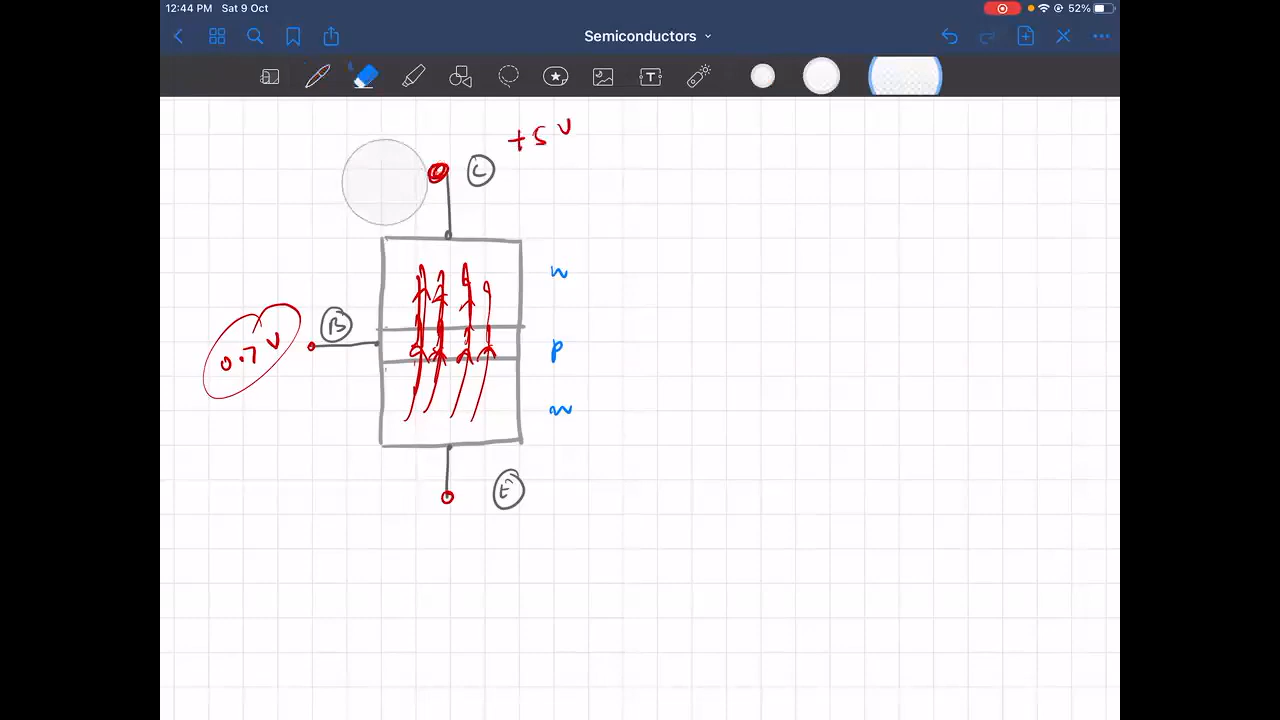 12:44 PM Sat 9 Oct
52%
Semiconductors
T
+5 V
C
n
B
0.7 V
p
n
E